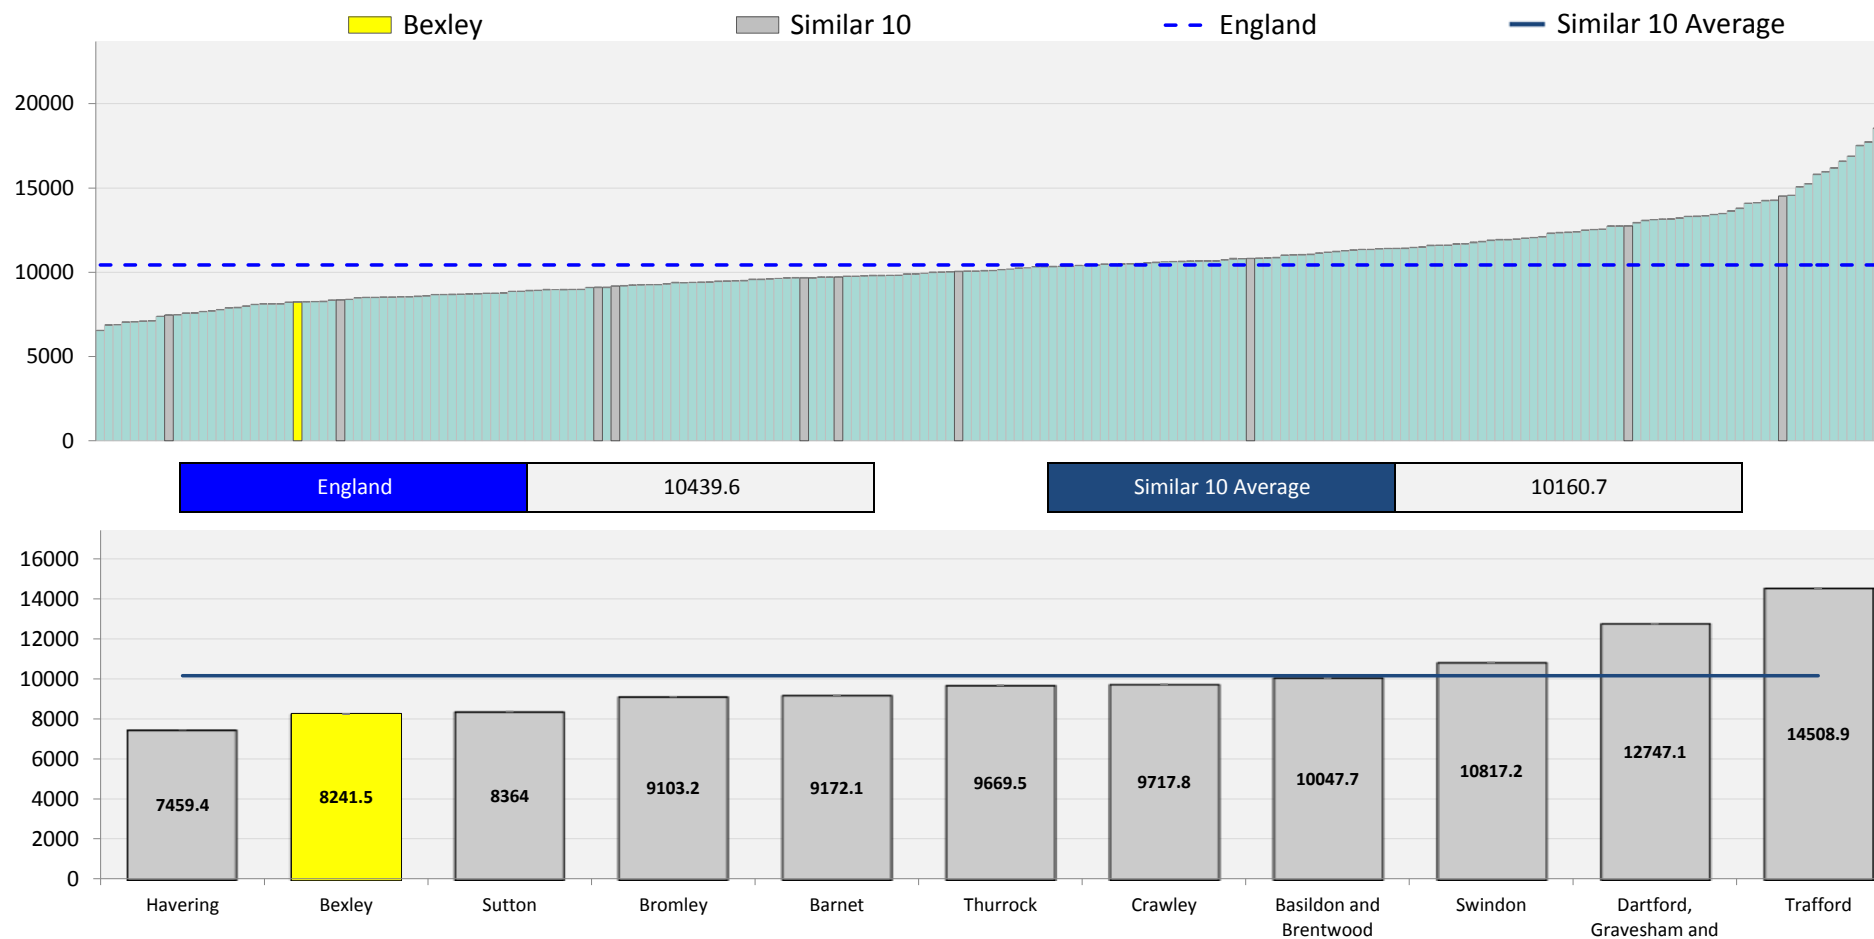 Bexley Similar 10 England Similar 10 Average
20000
15000
10000
5000
0
England 10439.6 Similar 10 Average 10160.7
16000
14000
12000
10000
8000
6000
4000
2000
0
7459.4 8241.5 8364 9103.2 9172.1 9669.5 9717.8 10047.7 10817.2 12747.1 14508.9
Havering Bexley Sutton Bromley Barnet Thurrock Crawley Basildon and Swindon Dartford, Trafford
Brentwood Gravesham and